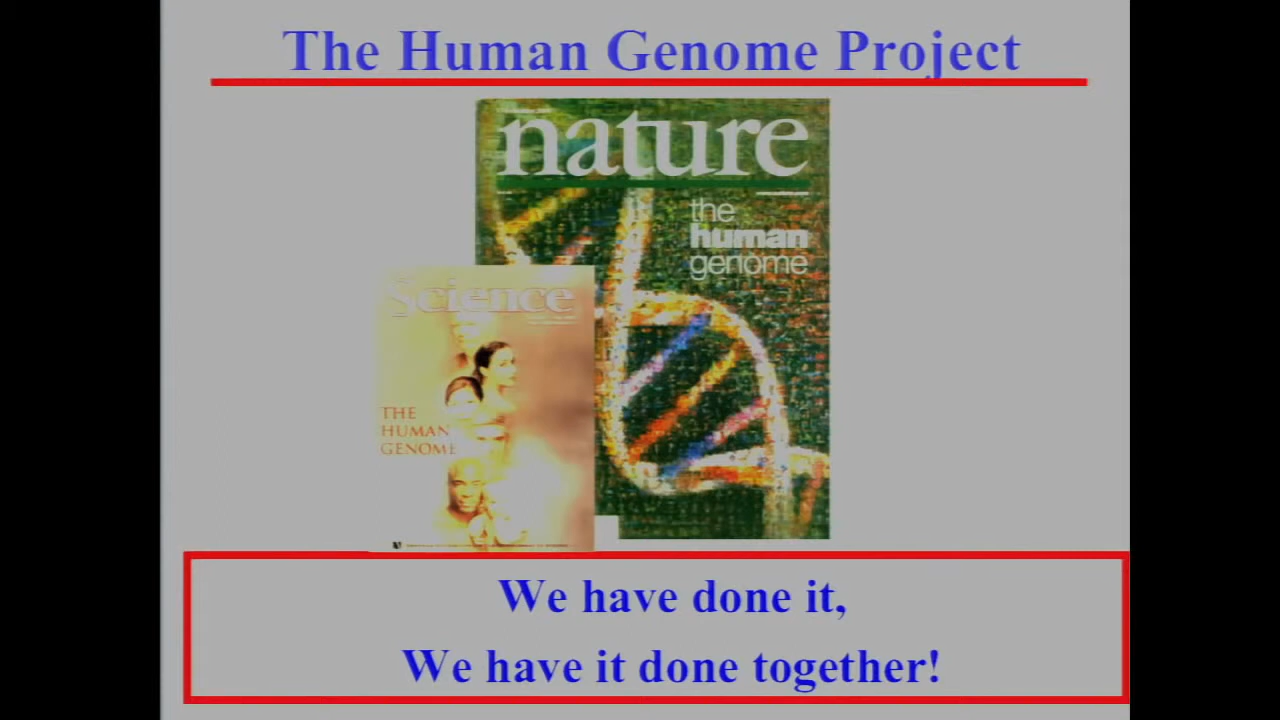 The Human Genome Project
nature
the
human
genome
Science
THE
HUMAN
GENOME
We have done it,
We have it done together!